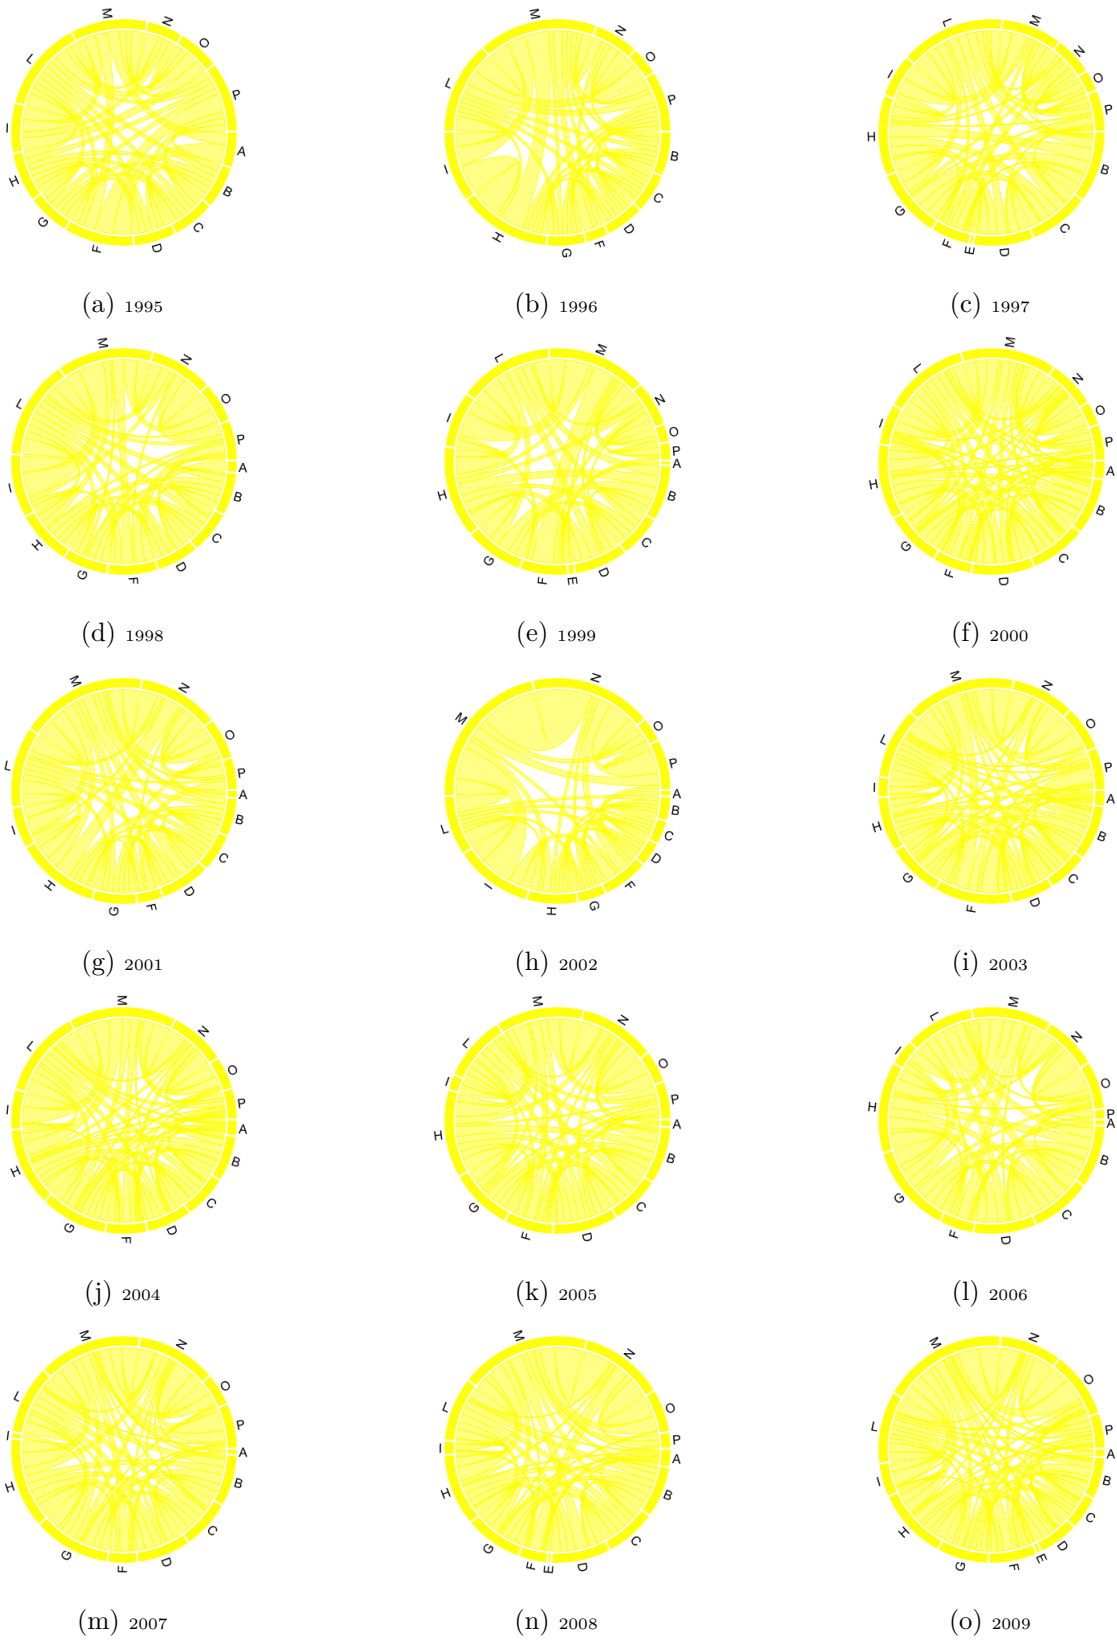 A B C D F G H I L M N O P
(a) 1995
B C D F G H I L M N O P
(b) 1996
B C D E F G H I L M N O P
(c) 1997
A B C D F G H I L M N O P
(d) 1998
A B C D E F G H I L M N O P
(e) 1999
A B C D F G H I L M N O P
(f) 2000
A B C D F G H I L M N O P
(g) 2001
A B C D F G H I L M N O P
(h) 2002
A B C D F G H I L M N O P
(i) 2003
A B C D F G H I L M N O P
(j) 2004
A B C D F G H I L M N O P
(k) 2005
A B C D F G H I L M N O P
(l) 2006
A B C D F G H I L M N O P
(m) 2007
A B C D E F G H I L M N O P
(n) 2008
A B C D E F G H I L M N O P
(o) 2009